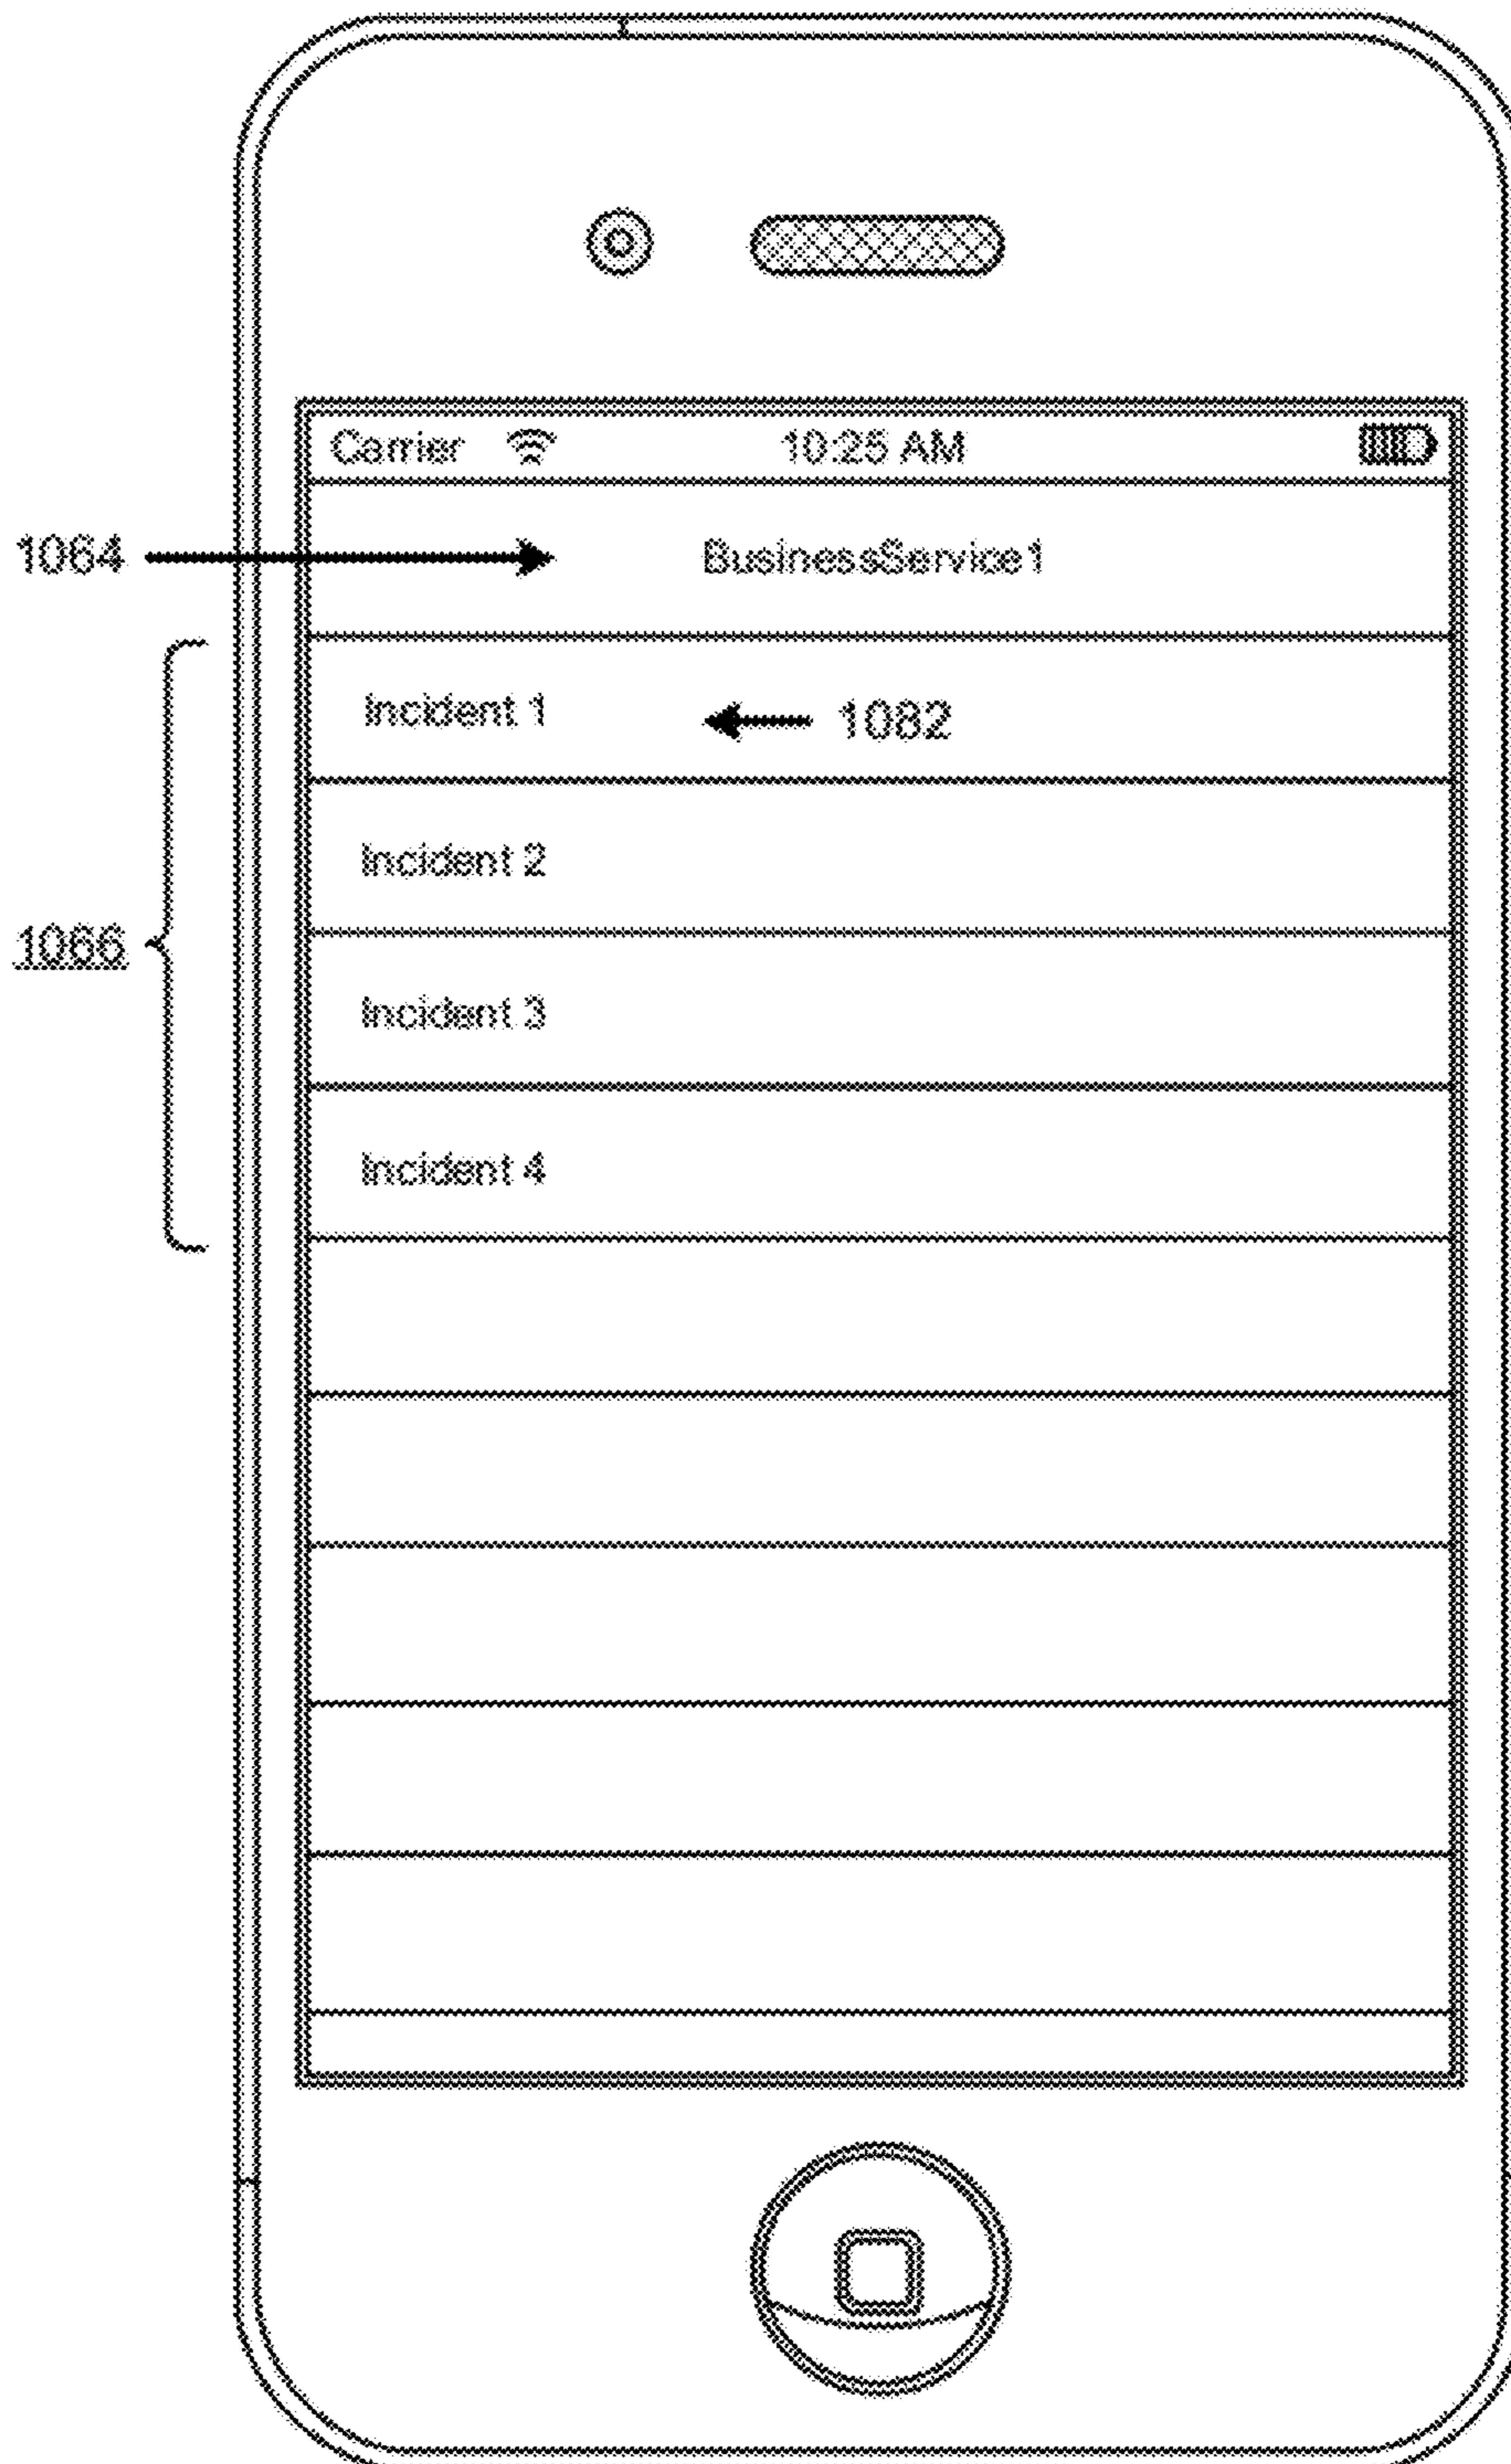 Carrier 10:25 AM
1064 BusinessService1
Incident 1 1082
Incident 2
1066
Incident 3
Incident 4